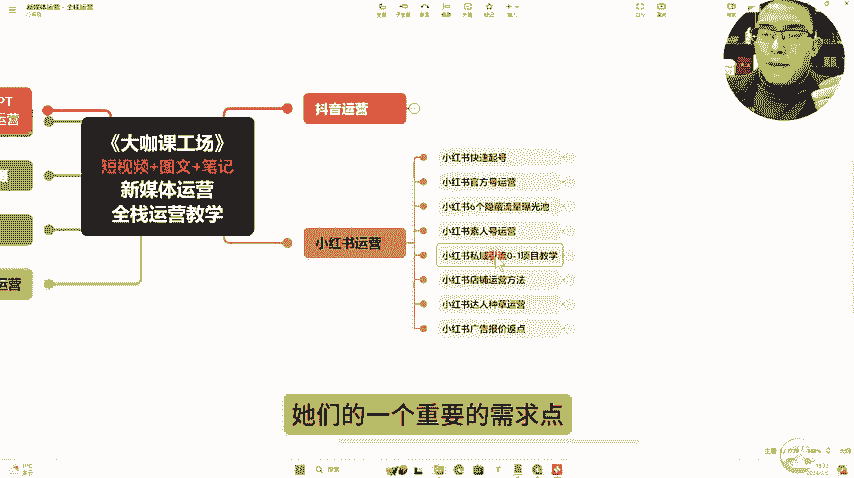 新媒体运营 - 全栈运营
PT
运营
《大咖课工场》
短视频+图文+笔记
新媒体运营
全栈运营教学
运营
抖音运营
小红书运营
小红书快速起号
小红书官方号运营
小红书6个隐藏流量曝光池
小红书素人号运营
小红书私域引流0-1项目教学
小红书店铺运营方法
小红书达人种草运营
小红书广告报价返点
她们的一个重要的需求点
搜索